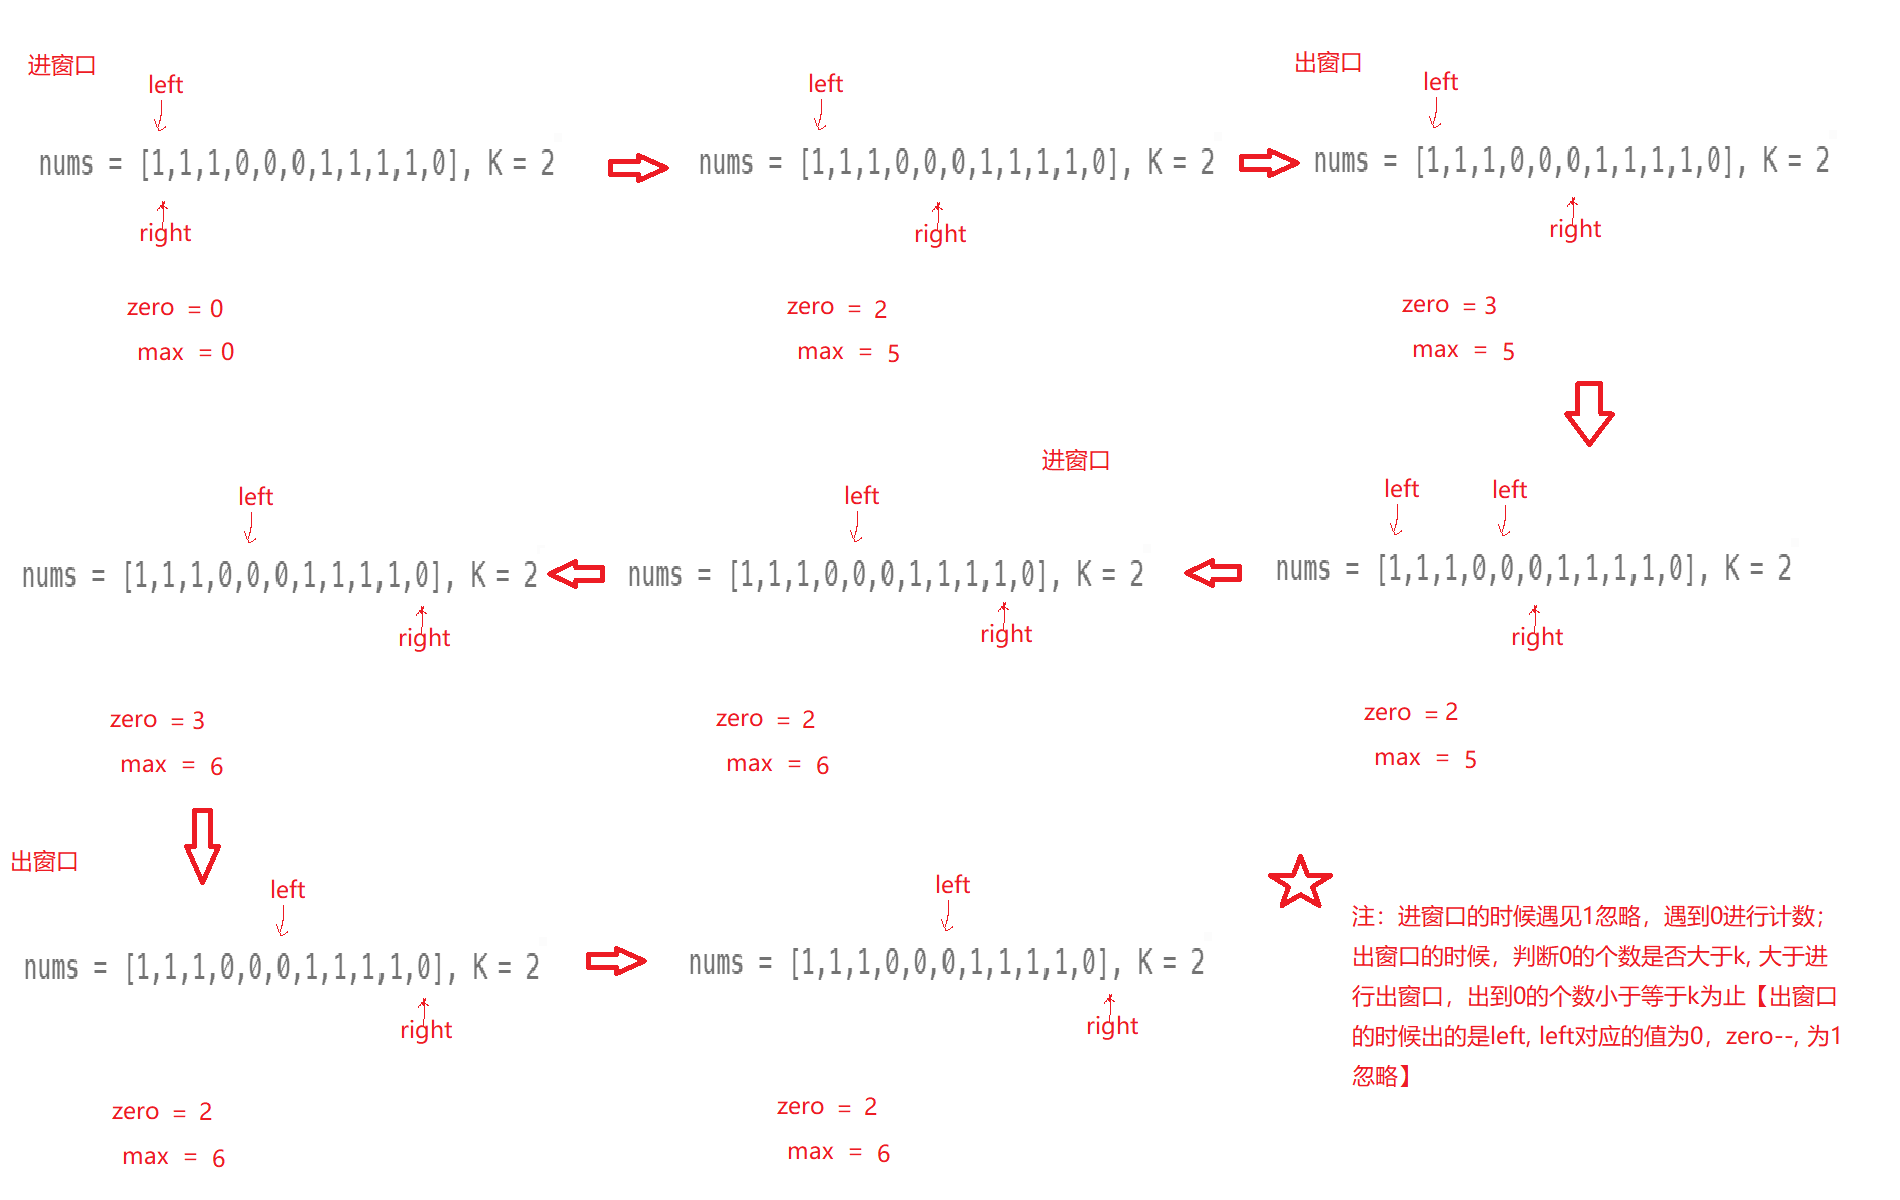 进窗口
left
nums = [1,1,1,0,0,0,1,1,1,1,0], K = 2
right
zero = 0
max = 0
left
nums = [1,1,1,0,0,0,1,1,1,1,0], K = 2
right
zero = 2
max = 5
出窗口
left
nums = [1,1,1,0,0,0,1,1,1,1,0], K = 2
right
zero = 3
max = 5
left left
nums = [1,1,1,0,0,0,1,1,1,1,0], K = 2
right
zero = 2
max = 5
进窗口
left
nums = [1,1,1,0,0,0,1,1,1,1,0], K = 2
right
zero = 2
max = 6
left
nums = [1,1,1,0,0,0,1,1,1,1,0], K = 2
right
zero = 3
max = 6
出窗口
left
nums = [1,1,1,0,0,0,1,1,1,1,0], K = 2
right
zero = 2
max = 6
left
nums = [1,1,1,0,0,0,1,1,1,1,0], K = 2
right
zero = 2
max = 6
注：进窗口的时候遇见1忽略，遇到0进行计数；
出窗口的时候，判断0的个数是否大于k, 大于进
行出窗口，出到0的个数小于等于k为止【出窗口
的时候出的是left, left对应的值为0，zero--, 为1
忽略】